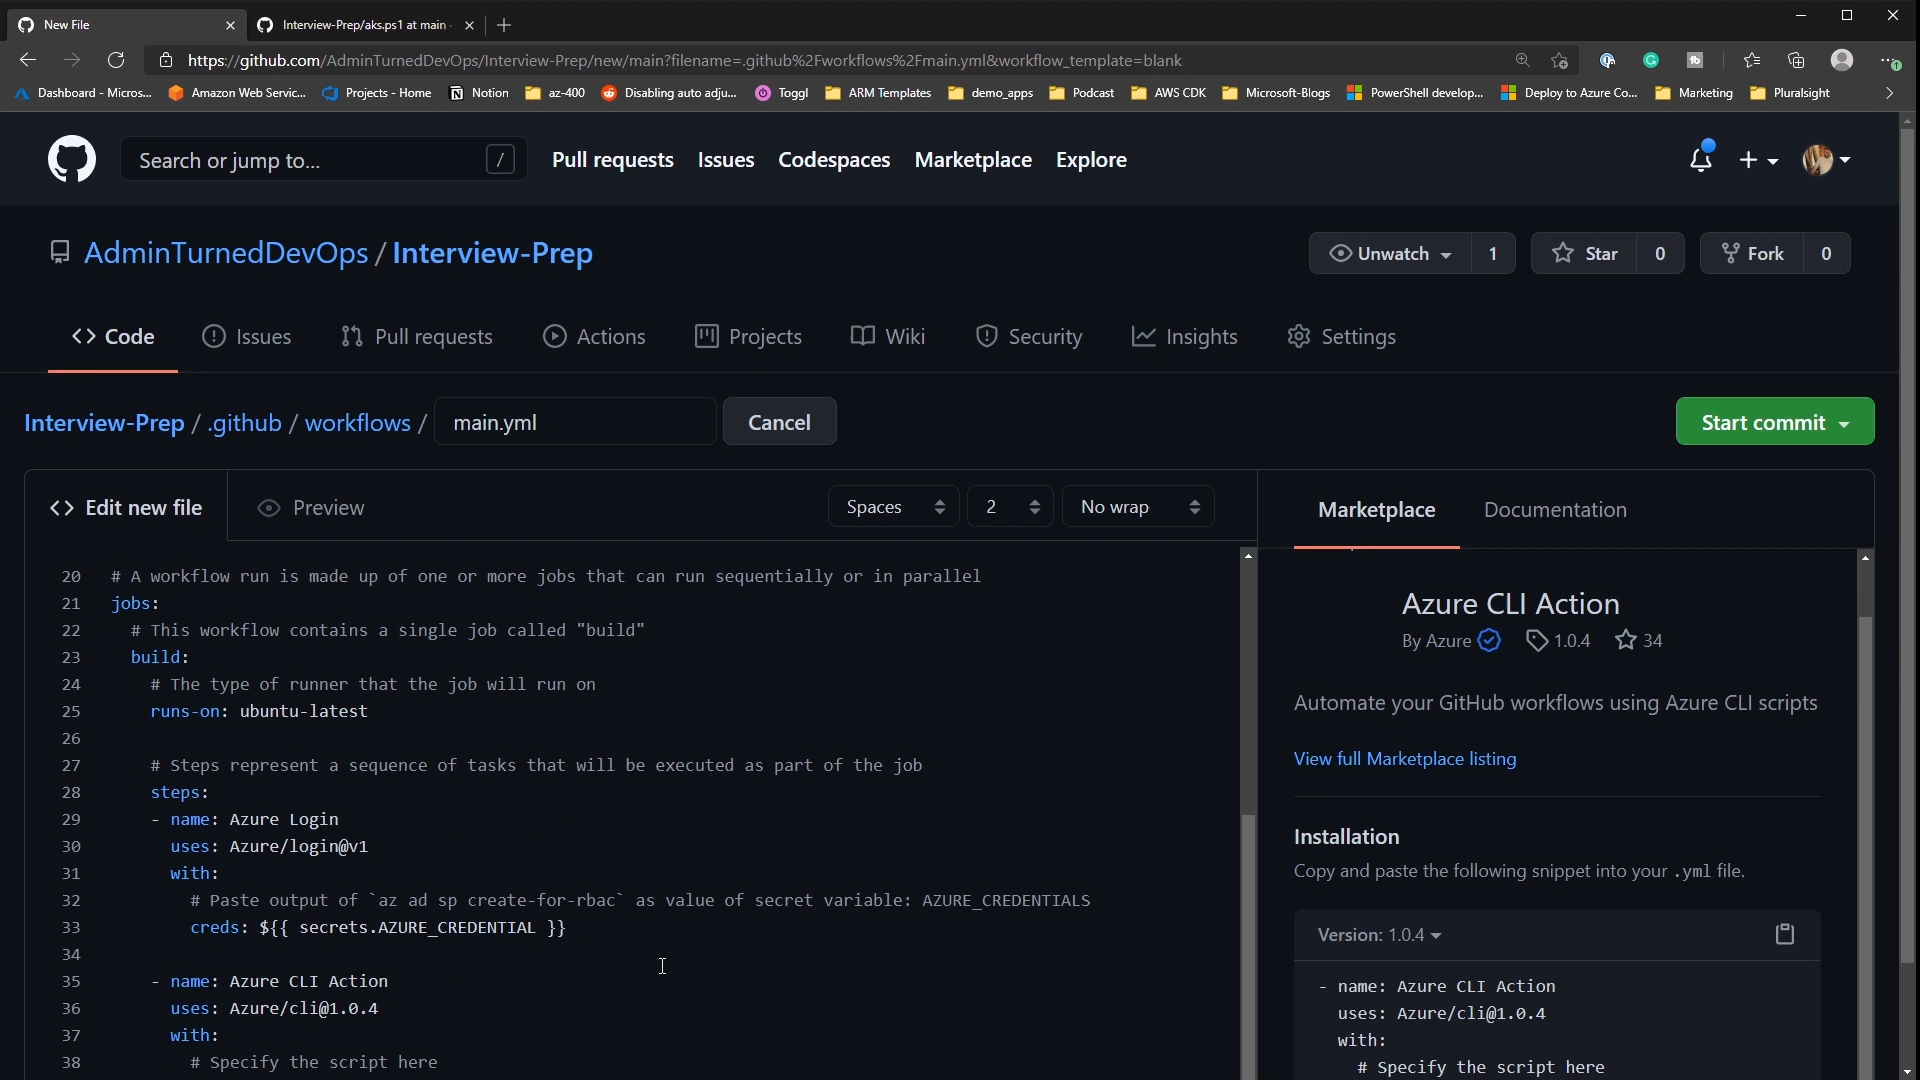 New File
Interview-Prep/aks.ps1 at main
https://github.com/AdminTurnedDevOps/Interview-Prep/new/main?filename=.github%2Fworkflows%2Fmain.yml&workflow_template=blank
Dashboard - Micros...
Amazon Web Servic...
Projects - Home
Notion
az-400
Disabling auto adju...
Toggl
ARM Templates
demo_apps
Podcast
AWS CDK
Microsoft-Blogs
PowerShell develop...
Deploy to Azure Co...
Marketing
Pluralsight
Search or jump to...
/
Pull requests
Issues
Codespaces
Marketplace
Explore
AdminTurnedDevOps / Interview-Prep
Unwatch 1
Star 0
Fork 0
Code
Issues
Pull requests
Actions
Projects
Wiki
Security
Insights
Settings
Interview-Prep / .github / workflows / main.yml
Cancel
Start commit
Edit new file
Preview
Spaces
2
No wrap
20 # A workflow run is made up of one or more jobs that can run sequentially or in parallel
21 jobs:
22 # This workflow contains a single job called "build"
23 build:
24 # The type of runner that the job will run on
25 runs-on: ubuntu-latest
26
27 # Steps represent a sequence of tasks that will be executed as part of the job
28 steps:
29 - name: Azure Login
30 uses: Azure/login@v1
31 with:
32 # Paste output of `az ad sp create-for-rbac` as value of secret variable: AZURE_CREDENTIALS
33 creds: ${{ secrets.AZURE_CREDENTIAL }}
34
35 - name: Azure CLI Action
36 uses: Azure/cli@1.0.4
37 with:
38 # Specify the script here
Marketplace
Documentation
Azure CLI Action
By Azure 1.0.4 34
Automate your GitHub workflows using Azure CLI scripts
View full Marketplace listing
Installation
Copy and paste the following snippet into your .yml file.
Version: 1.0.4
- name: Azure CLI Action
uses: Azure/cli@1.0.4
with:
# Specify the script here